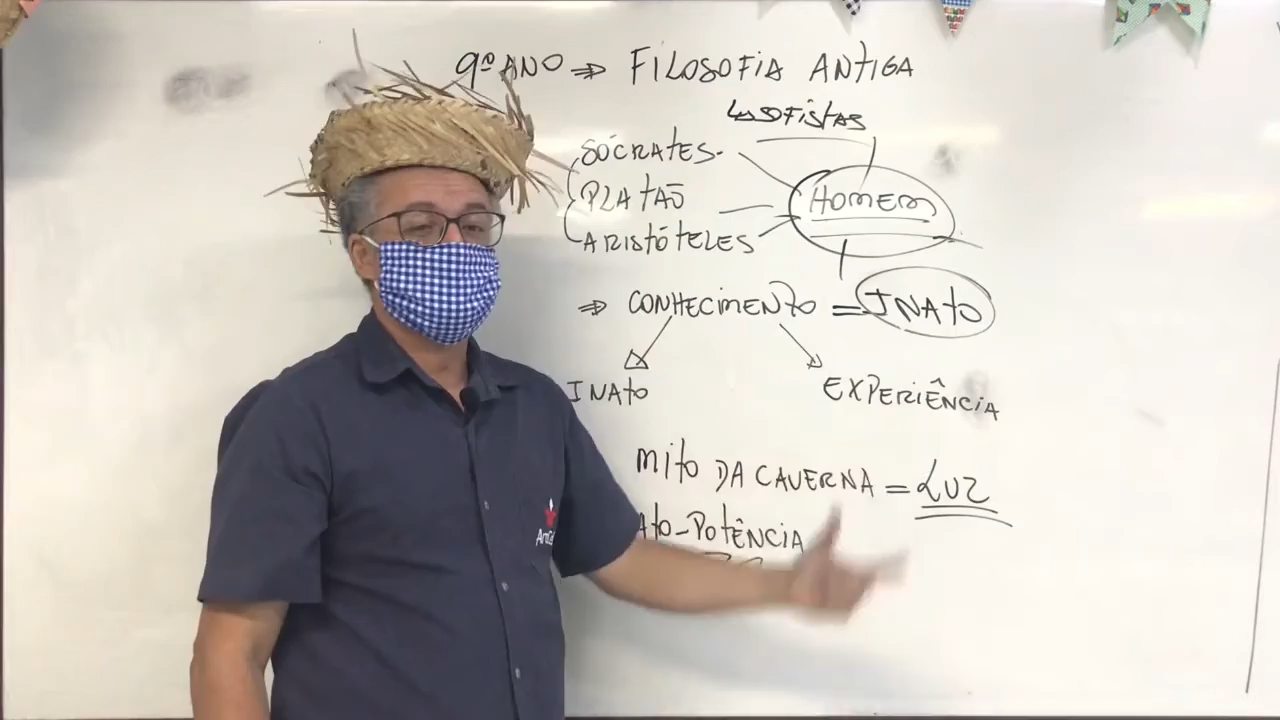 9º ANO ⇒ FILOSOFIA ANTIGA
SOFISTAS
SÓCRATES
PLATÃO
ARISTÓTELES
HOMEM
⇒ CONHECIMENTO = INATO
INATO
EXPERIÊNCIA
MITO DA CAVERNA = LUZ
ATO-POTÊNCIA